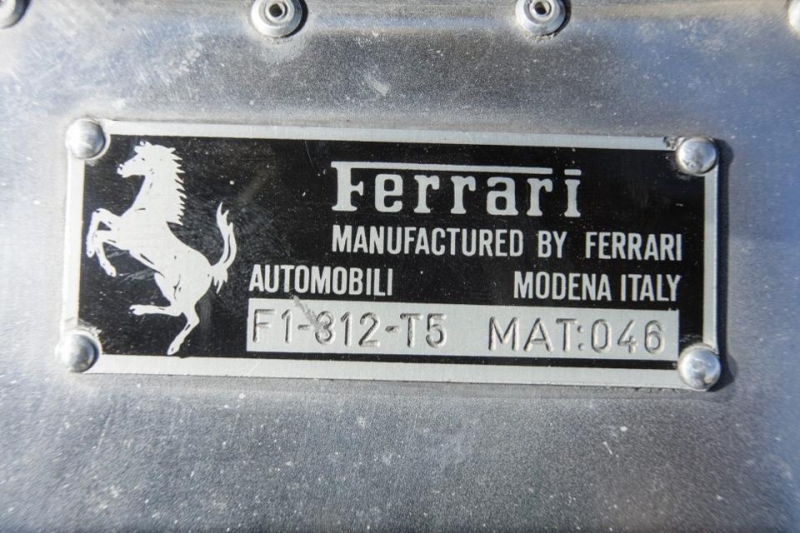 Ferrari
MANUFACTURED BY FERRARI
AUTOMOBILI MODENA ITALY
F1-312-T5 MAT:046